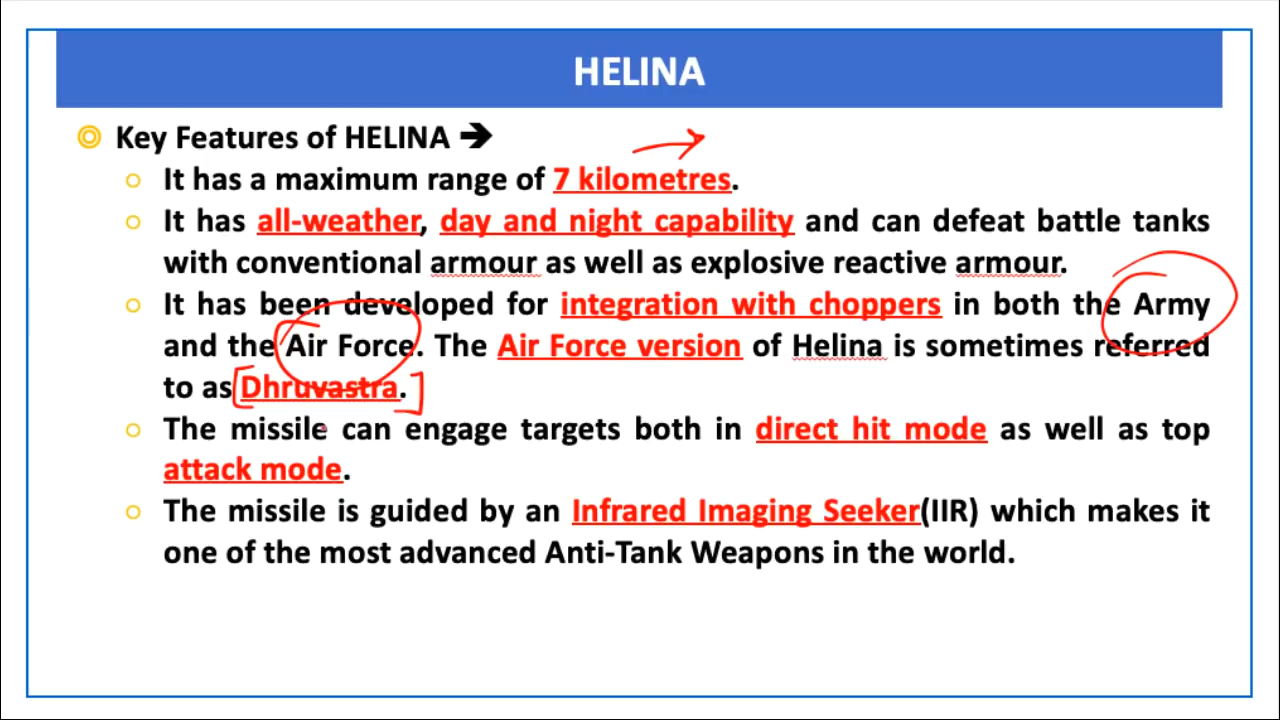 HELINA
Key Features of HELINA ➔
It has a maximum range of 7 kilometres.
It has all-weather, day and night capability and can defeat battle tanks
with conventional armour as well as explosive reactive armour.
It has been developed for integration with choppers in both the Army
and the Air Force. The Air Force version of Helina is sometimes referred
to as Dhruvastra.
The missile can engage targets both in direct hit mode as well as top
attack mode.
The missile is guided by an Infrared Imaging Seeker(IIR) which makes it
one of the most advanced Anti-Tank Weapons in the world.